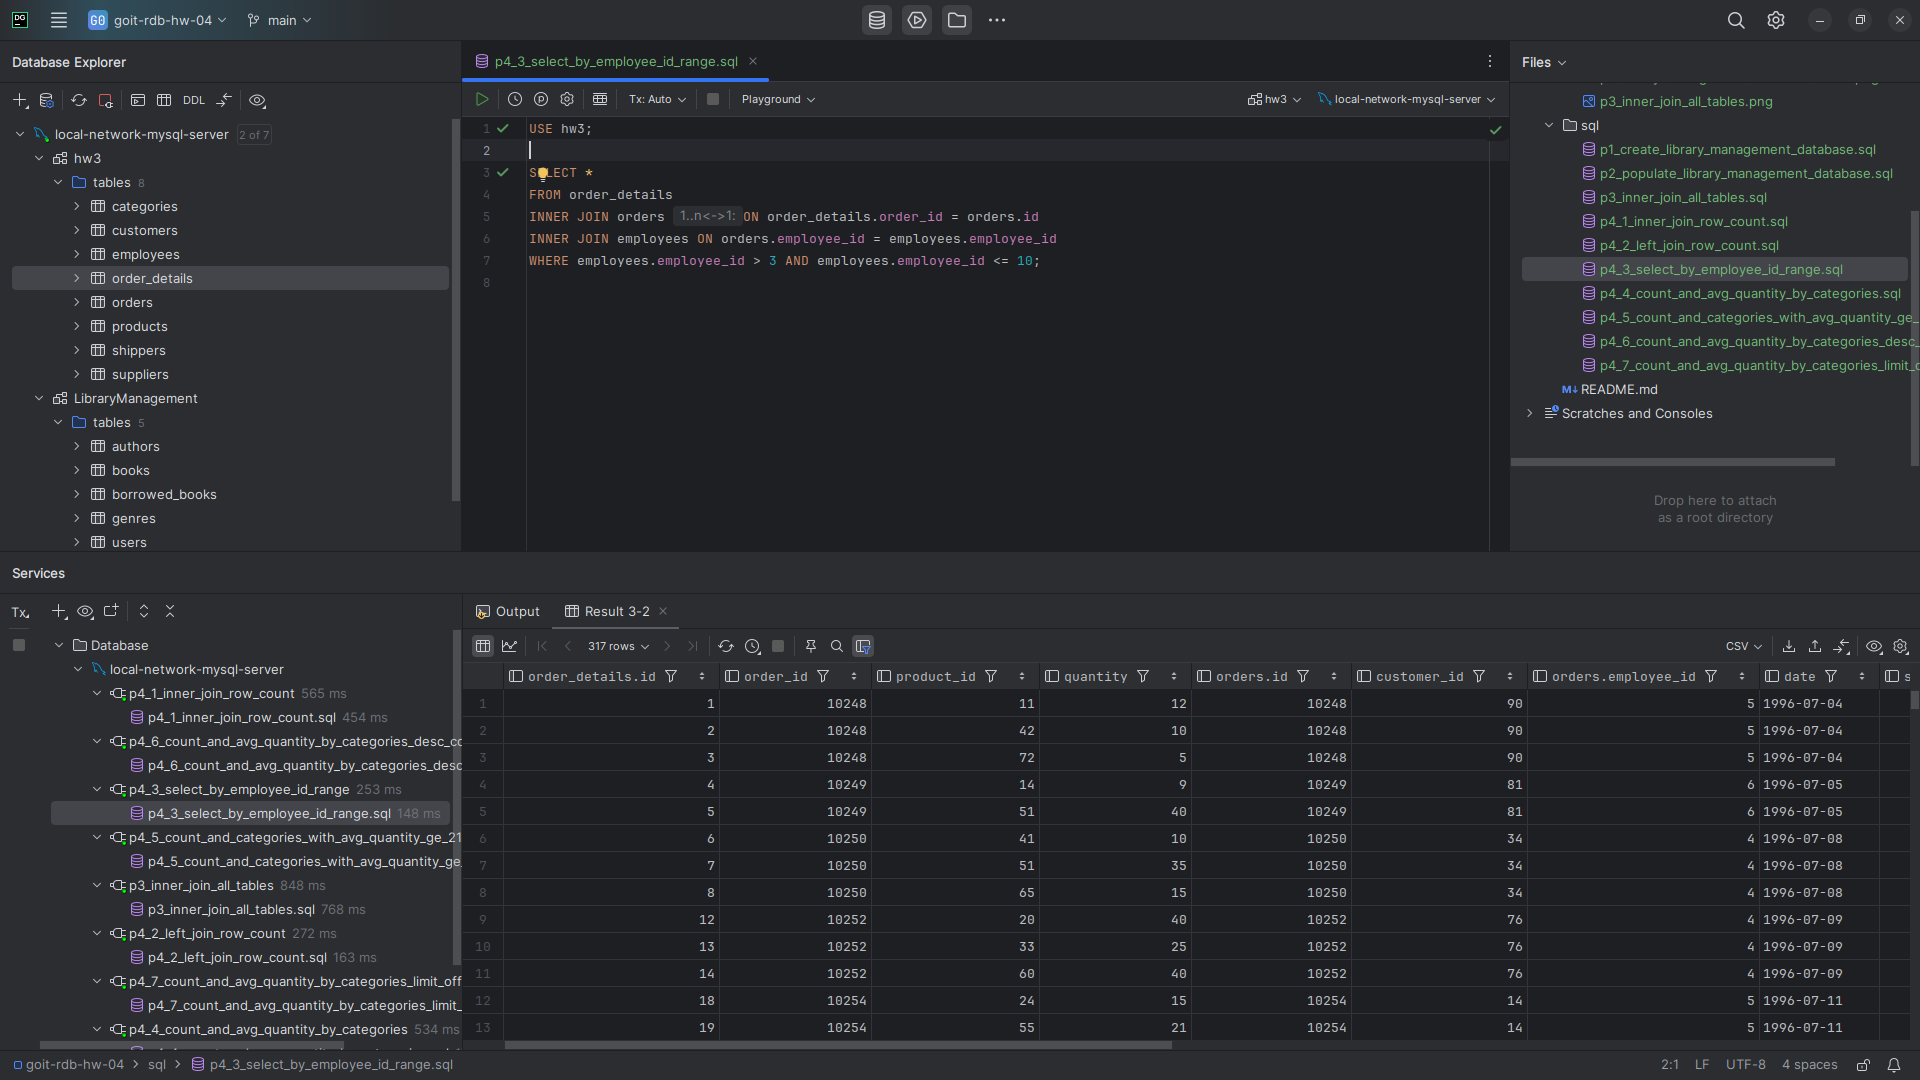 DG
GO goit-rdb-hw-04
main
Database Explorer
DDL
local-network-mysql-server 2 of 7
hw3
tables 8
categories
customers
employees
order_details
orders
products
shippers
suppliers
LibraryManagement
tables 5
authors
books
borrowed_books
genres
users
p4_3_select_by_employee_id_range.sql
Tx: Auto
Playground
hw3
local-network-mysql-server
1 USE hw3;
2
3 SELECT *
4 FROM order_details
5 INNER JOIN orders 1..n<->1: ON order_details.order_id = orders.id
6 INNER JOIN employees ON orders.employee_id = employees.employee_id
7 WHERE employees.employee_id > 3 AND employees.employee_id <= 10;
8
Files
p3_inner_join_all_tables.png
sql
p1_create_library_management_database.sql
p2_populate_library_management_database.sql
p3_inner_join_all_tables.sql
p4_1_inner_join_row_count.sql
p4_2_left_join_row_count.sql
p4_3_select_by_employee_id_range.sql
p4_4_count_and_avg_quantity_by_categories.sql
p4_5_count_and_categories_with_avg_quantity_ge_
p4_6_count_and_avg_quantity_by_categories_desc_
p4_7_count_and_avg_quantity_by_categories_limit_
M↓ README.md
Scratches and Consoles
Drop here to attach
as a root directory
Services
Tx
Database
local-network-mysql-server
p4_1_inner_join_row_count 565 ms
p4_1_inner_join_row_count.sql 454 ms
p4_6_count_and_avg_quantity_by_categories_desc_co
p4_6_count_and_avg_quantity_by_categories_desc
p4_3_select_by_employee_id_range 253 ms
p4_3_select_by_employee_id_range.sql 148 ms
p4_5_count_and_categories_with_avg_quantity_ge_21
p4_5_count_and_categories_with_avg_quantity_ge_
p3_inner_join_all_tables 848 ms
p3_inner_join_all_tables.sql 768 ms
p4_2_left_join_row_count 272 ms
p4_2_left_join_row_count.sql 163 ms
p4_7_count_and_avg_quantity_by_categories_limit_off
p4_7_count_and_avg_quantity_by_categories_limit_
p4_4_count_and_avg_quantity_by_categories 534 ms
Output
Result 3-2
317 rows
CSV
order_details.id order_id product_id quantity orders.id customer_id orders.employee_id date s
1 1 10248 11 12 10248 90 5 1996-07-04
2 2 10248 42 10 10248 90 5 1996-07-04
3 3 10248 72 5 10248 90 5 1996-07-04
4 4 10249 14 9 10249 81 6 1996-07-05
5 5 10249 51 40 10249 81 6 1996-07-05
6 6 10250 41 10 10250 34 4 1996-07-08
7 7 10250 51 35 10250 34 4 1996-07-08
8 8 10250 65 15 10250 34 4 1996-07-08
9 12 10252 20 40 10252 76 4 1996-07-09
10 13 10252 33 25 10252 76 4 1996-07-09
11 14 10252 60 40 10252 76 4 1996-07-09
12 18 10254 24 15 10254 14 5 1996-07-11
13 19 10254 55 21 10254 14 5 1996-07-11
goit-rdb-hw-04 > sql > p4_3_select_by_employee_id_range.sql
2:1 LF UTF-8 4 spaces